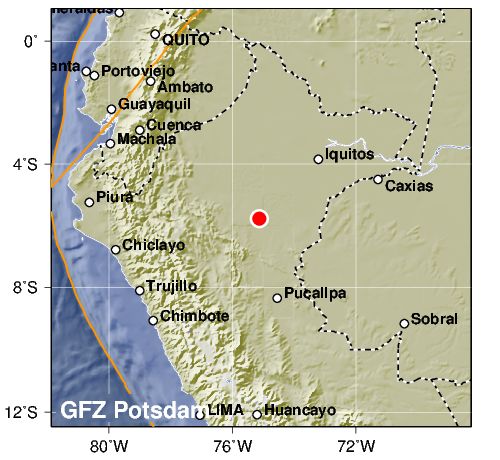 eraldas
0°
QUITO
anta
Portoviejo
Ambato
Guayaquil
Cuenca
Machala
4°S
Iquitos
Caxias
Piura
Chiclayo
8°S
Trujillo
Pucallpa
Chimbote
Sobral
12°S
GFZ Potsdam
LIMA
Huancayo
80°W
76°W
72°W